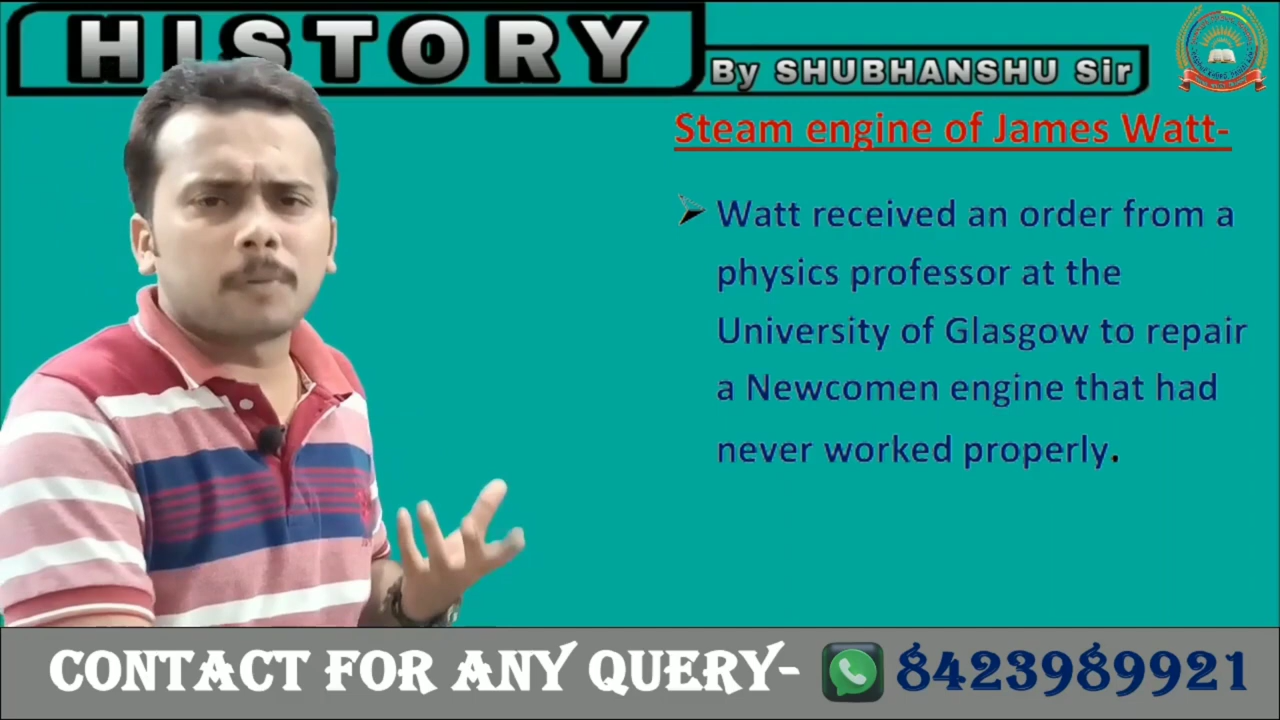 HISTORY
By SHUBHANSHU Sir
Steam engine of James Watt-
Watt received an order from a
physics professor at the
University of Glasgow to repair
a Newcomen engine that had
never worked properly.
CONTACT FOR ANY QUERY- 8423989921